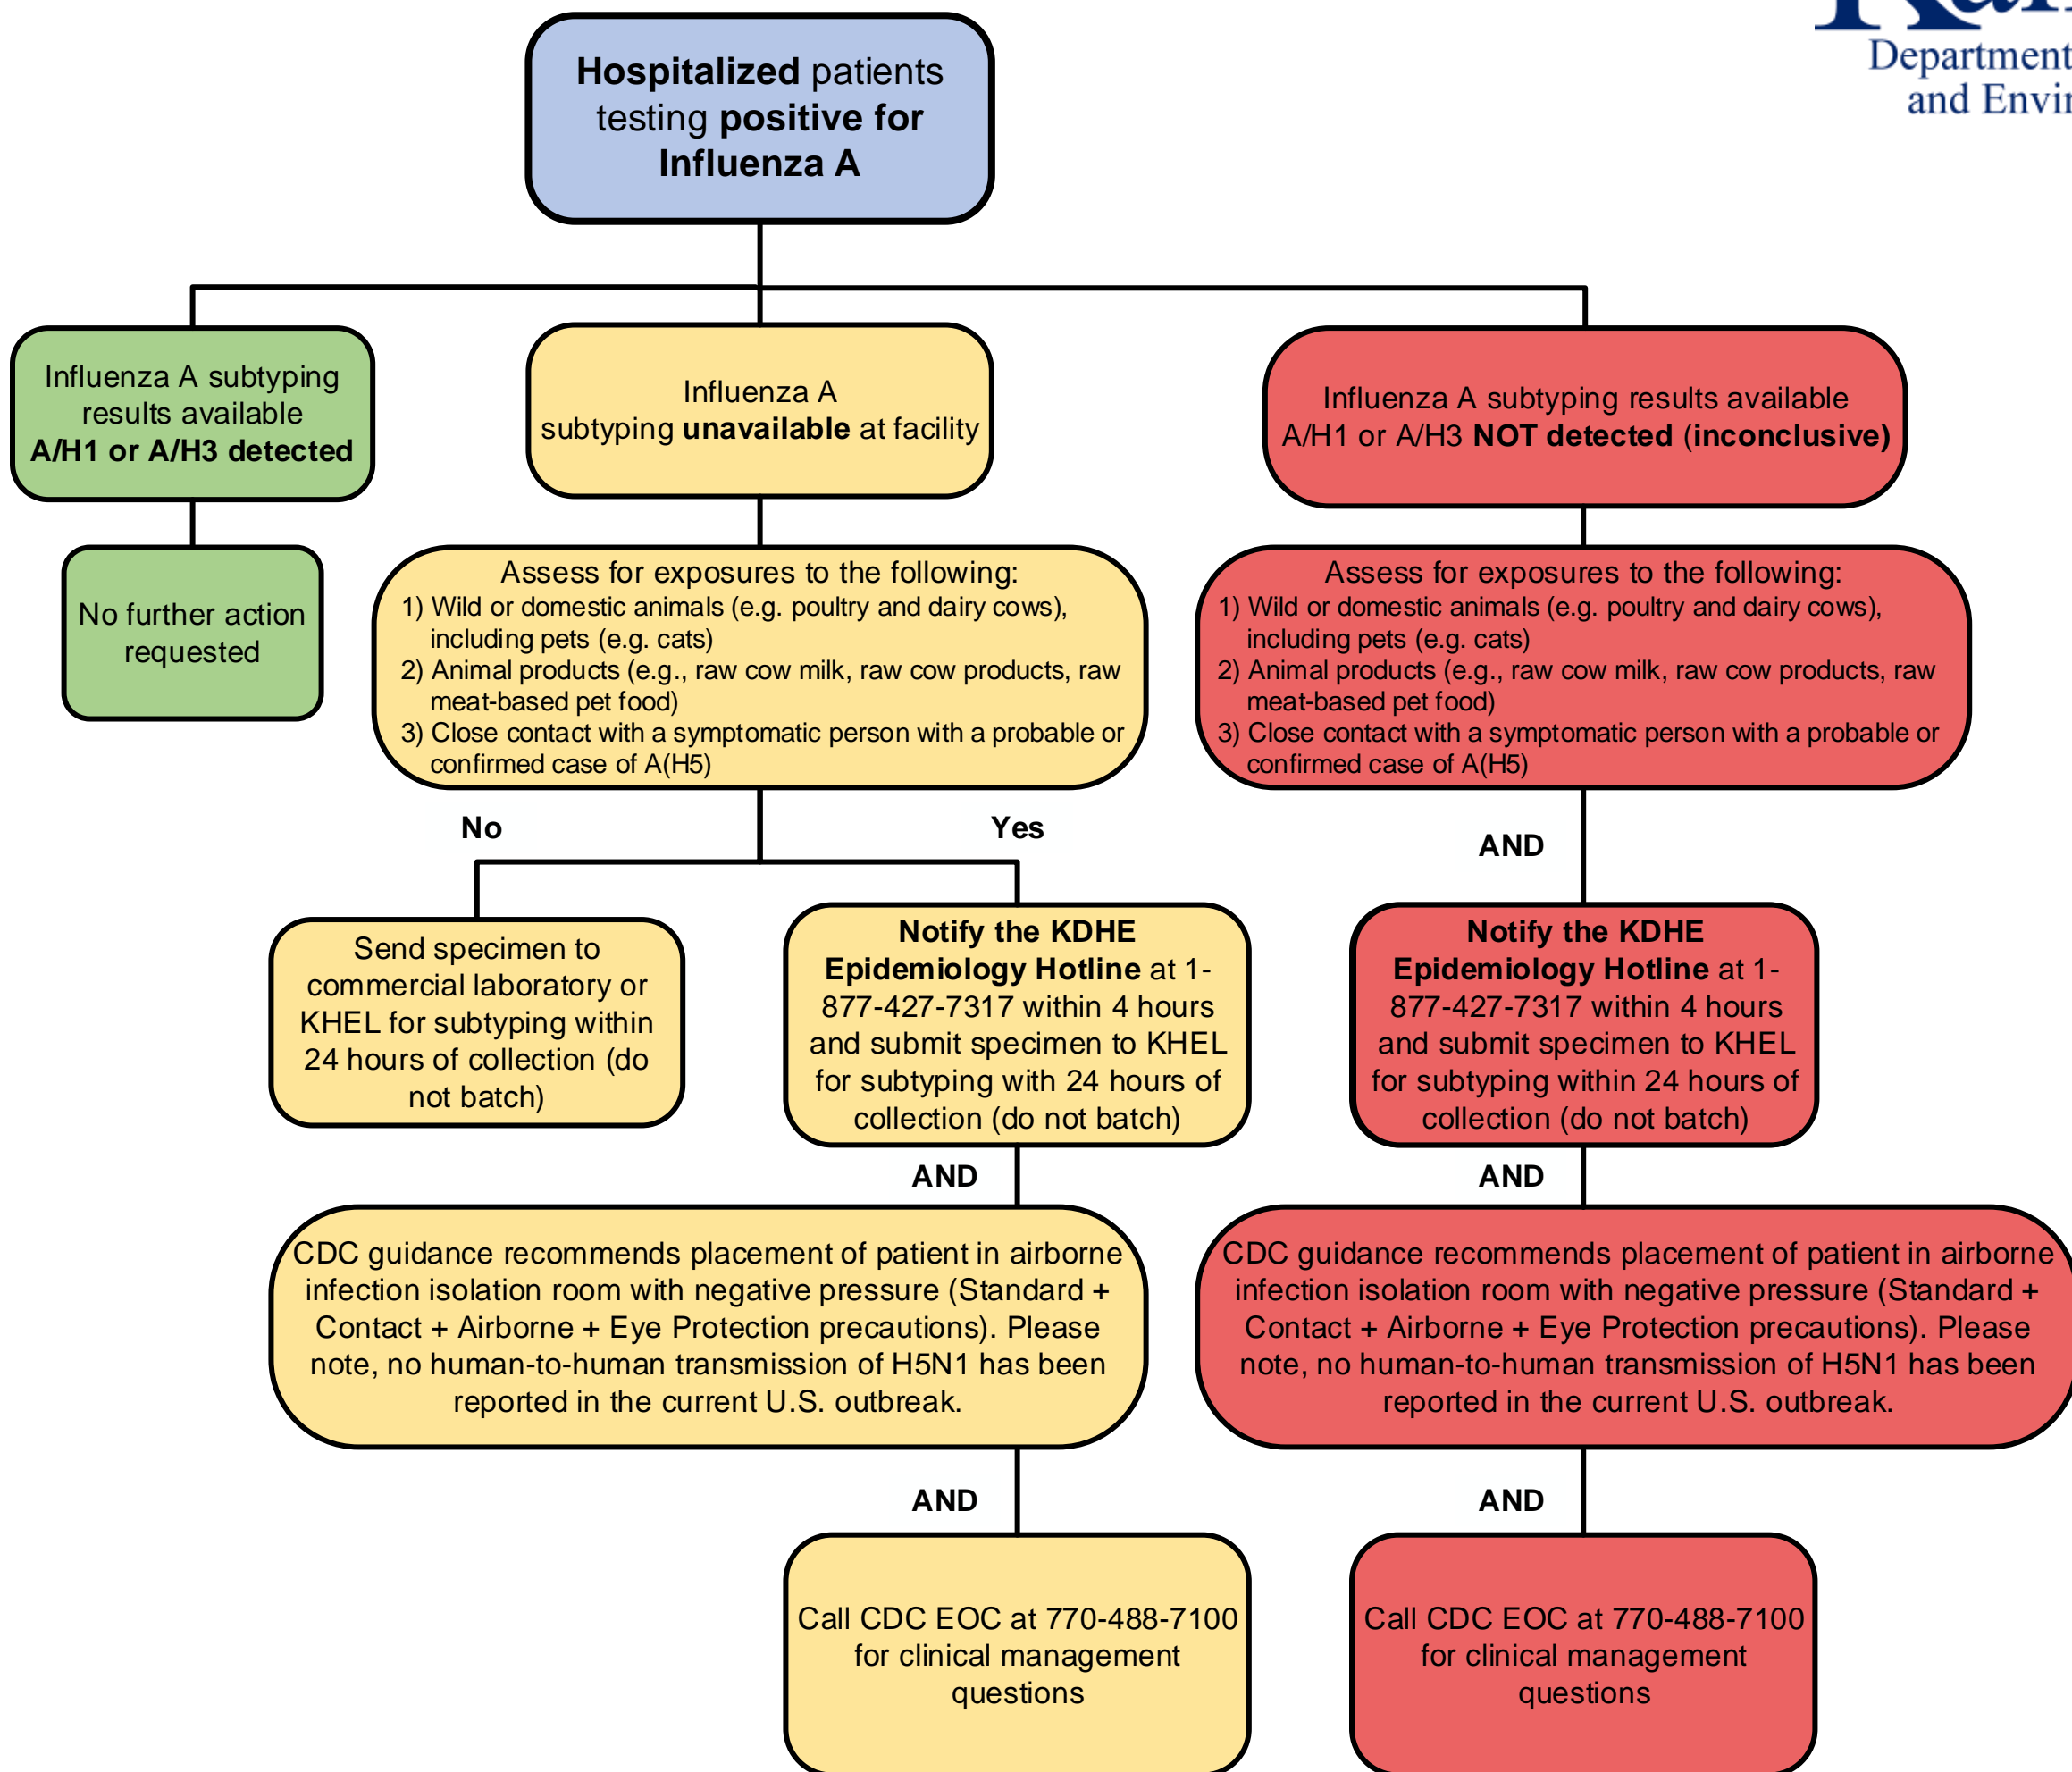 Department
and Envir
Hospitalized patients
testing positive for
Influenza A
Influenza A subtyping
results available
A/H1 or A/H3 detected
Influenza A
subtyping unavailable at facility
Influenza A subtyping results available
A/H1 or A/H3 NOT detected (inconclusive)
No further action
requested
Assess for exposures to the following:
1) Wild or domestic animals (e.g. poultry and dairy cows),
including pets (e.g. cats)
2) Animal products (e.g., raw cow milk, raw cow products, raw
meat-based pet food)
3) Close contact with a symptomatic person with a probable or
confirmed case of A(H5)
Assess for exposures to the following:
1) Wild or domestic animals (e.g. poultry and dairy cows),
including pets (e.g. cats)
2) Animal products (e.g., raw cow milk, raw cow products, raw
meat-based pet food)
3) Close contact with a symptomatic person with a probable or
confirmed case of A(H5)
No
Yes
AND
Send specimen to
commercial laboratory or
KHEL for subtyping within
24 hours of collection (do
not batch)
Notify the KDHE
Epidemiology Hotline at 1-
877-427-7317 within 4 hours
and submit specimen to KHEL
for subtyping with 24 hours of
collection (do not batch)
Notify the KDHE
Epidemiology Hotline at 1-
877-427-7317 within 4 hours
and submit specimen to KHEL
for subtyping within 24 hours of
collection (do not batch)
AND
AND
CDC guidance recommends placement of patient in airborne
infection isolation room with negative pressure (Standard +
Contact + Airborne + Eye Protection precautions). Please
note, no human-to-human transmission of H5N1 has been
reported in the current U.S. outbreak.
CDC guidance recommends placement of patient in airborne
infection isolation room with negative pressure (Standard +
Contact + Airborne + Eye Protection precautions). Please
note, no human-to-human transmission of H5N1 has been
reported in the current U.S. outbreak.
AND
AND
Call CDC EOC at 770-488-7100
for clinical management
questions
Call CDC EOC at 770-488-7100
for clinical management
questions